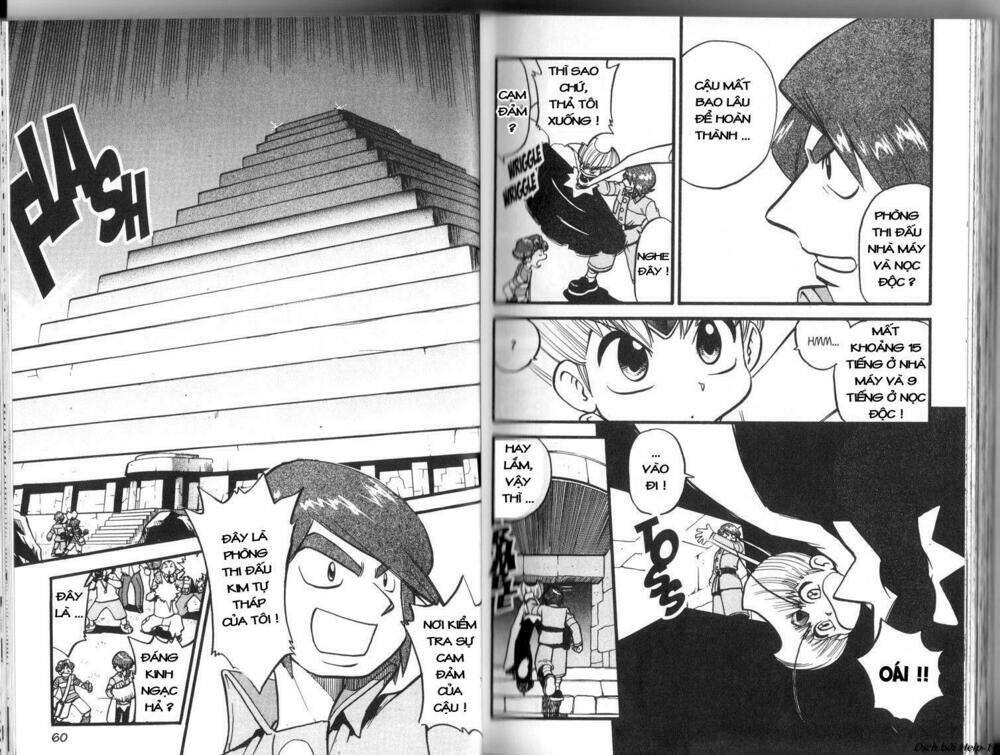 FLASH
ĐÂY
LÀ ...
ĐÁNG
KINH
NGẠC
HẢ ?
ĐÂY LÀ
PHÒNG
THI ĐẤU
KIM TỰ
THÁP
CỦA TÔI !
NƠI KIỂM
TRA SỰ
CAM
ĐẢM CỦA
CẬU !
60
CAM
ĐẢM
?
THÌ SAO
CHỨ,
THẢ TÔI
XUỐNG !
WRIGGLE
WRIGGLE
NGHE
ĐÂY !
CẬU MẤT
BAO LÂU
ĐỂ HOÀN
THÀNH ...
PHÒNG
THI ĐẤU
NHÀ MÁY
VÀ NỌC
ĐỘC ?
?
HMM...
MẤT
KHOẢNG 15
TIẾNG Ở NHÀ
MÁY VÀ 9
TIẾNG Ở NỌC
ĐỘC !
HAY
LẮM,
VẬY
THÌ ...
...
VÀO
ĐI !
TOSS
OÁI !!
Dịch bởi